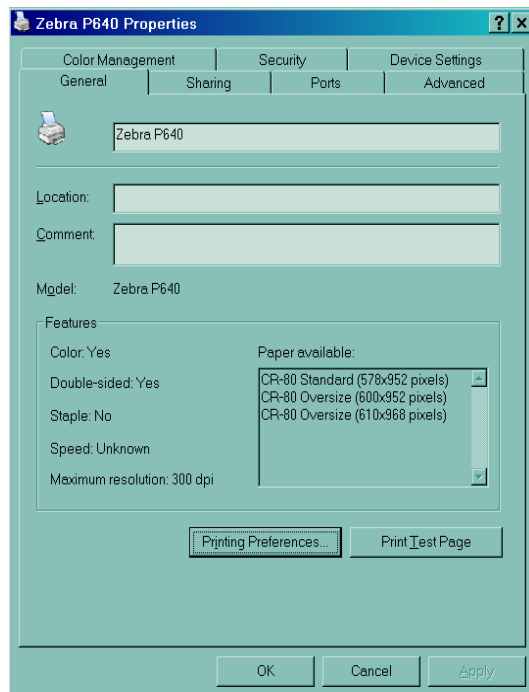 Zebra P640 Properties
? X
Color Management Security Device Settings
General Sharing Ports Advanced
Zebra P640
Location:
Comment:
Model: Zebra P640
Features
Color: Yes
Paper available:
Double-sided: Yes
CR-80 Standard (578x952 pixels)
CR-80 Oversize (600x952 pixels)
Staple: No
CR-80 Oversize (610x968 pixels)
Speed: Unknown
Maximum resolution: 300 dpi
Printing Preferences... Print Test Page
OK Cancel Apply